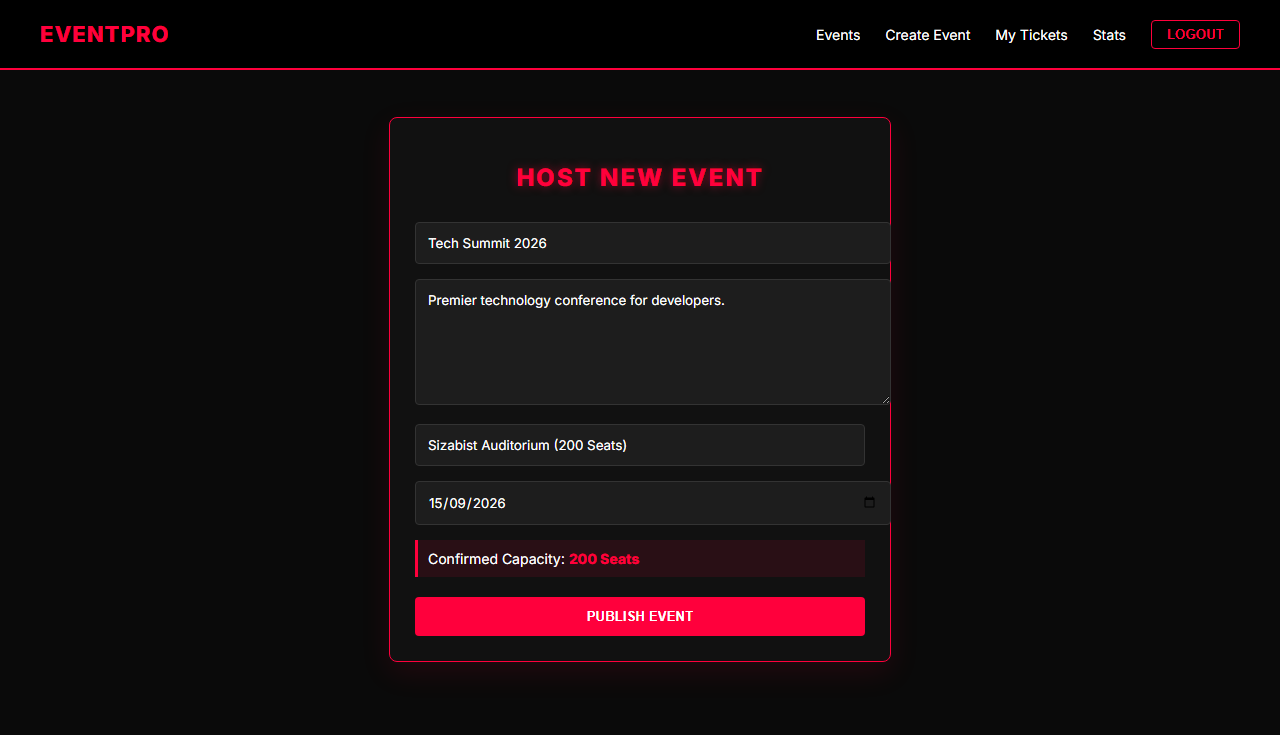 EVENTPRO
Events Create Event My Tickets Stats LOGOUT
HOST NEW EVENT
Tech Summit 2026
Premier technology conference for developers.
Sizabist Auditorium (200 Seats)
15/09/2026
Confirmed Capacity: 200 Seats
PUBLISH EVENT